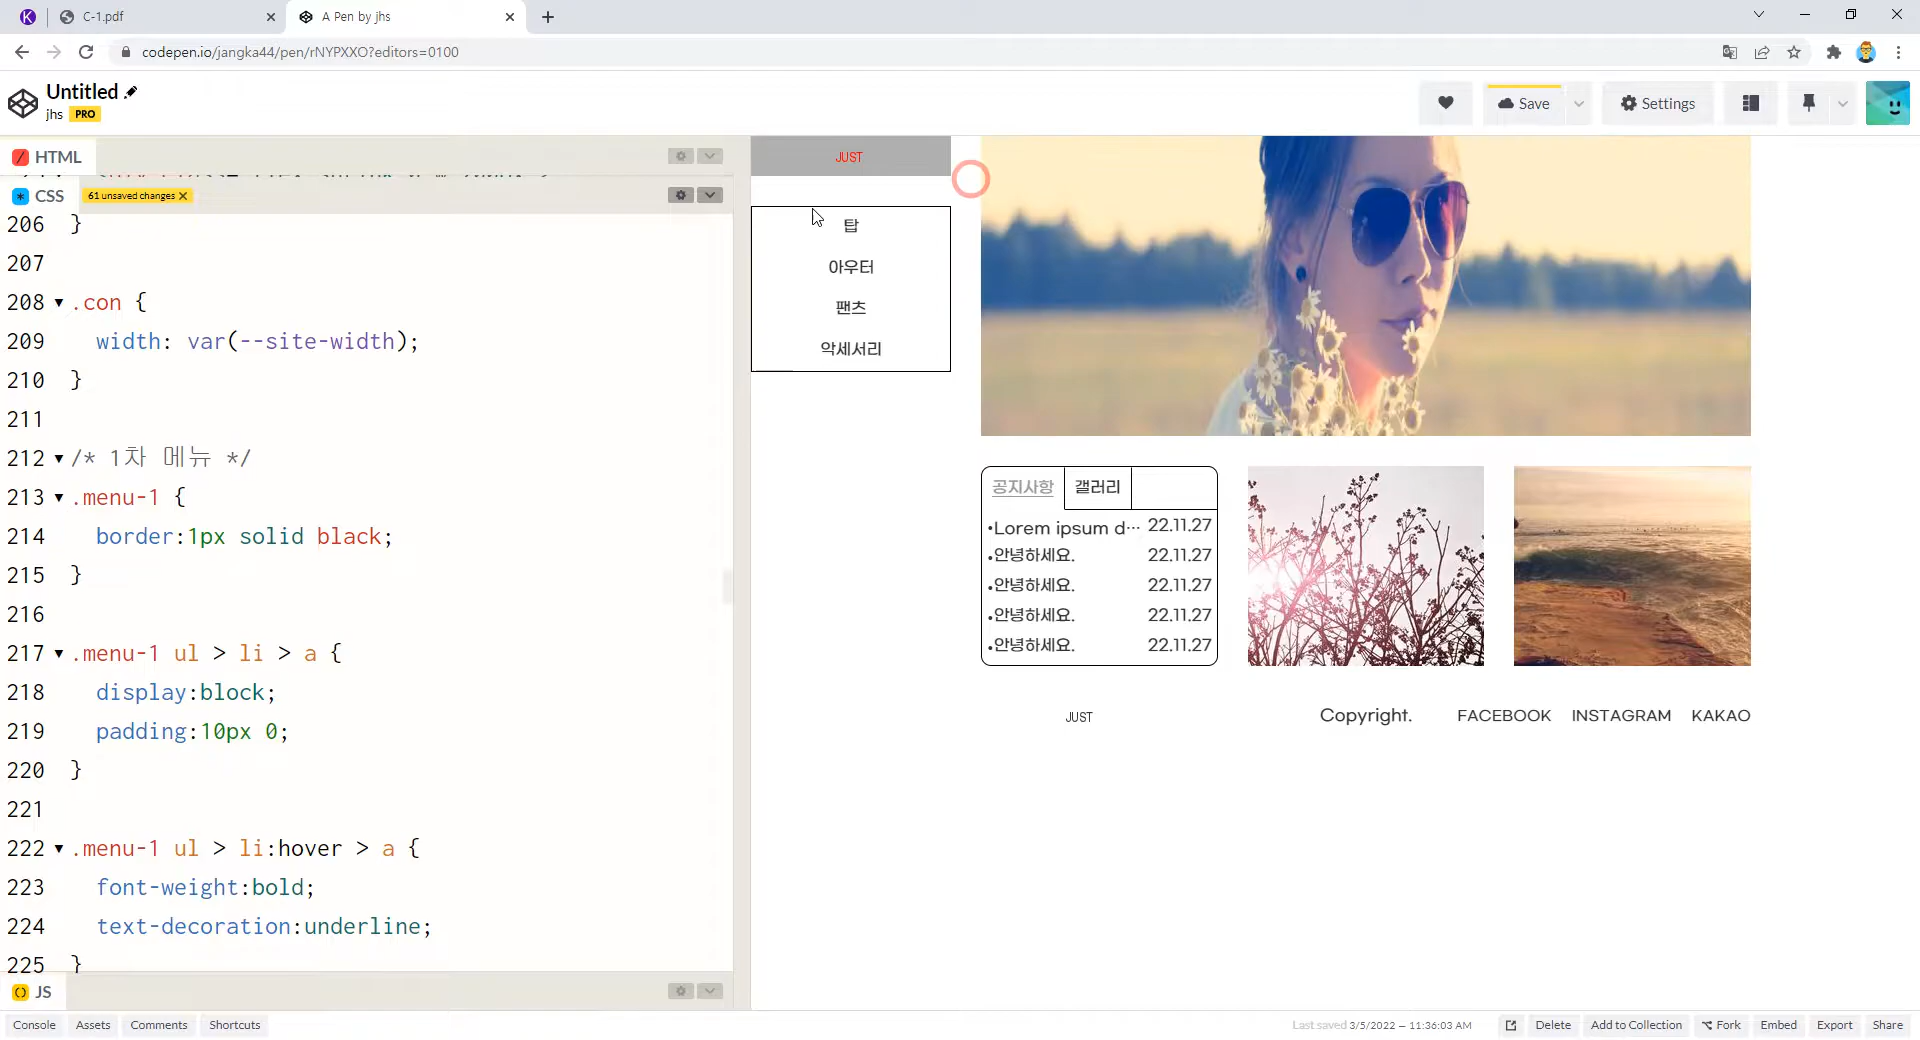 C-1.pdf
A Pen by jhs
codepen.io/jangka44/pen/rNYPXXO?editors=0100
Untitled
jhs PRO
Save
Settings
HTML
CSS
61 unsaved changes
206 }
207
208 .con {
209 width: var(--site-width);
210 }
211
212 /* 1차 메뉴 */
213 .menu-1 {
214 border:1px solid black;
215 }
216
217 .menu-1 ul > li > a {
218 display:block;
219 padding:10px 0;
220 }
221
222 .menu-1 ul > li:hover > a {
223 font-weight:bold;
224 text-decoration:underline;
225 }
JS
JUST
탑
아우터
팬츠
악세서리
공지사항 갤러리
•Lorem ipsum d··· 22.11.27
•안녕하세요. 22.11.27
•안녕하세요. 22.11.27
•안녕하세요. 22.11.27
•안녕하세요. 22.11.27
JUST Copyright. FACEBOOK INSTAGRAM KAKAO
Console Assets Comments Shortcuts
Last saved 3/5/2022 — 11:36:03 AM Delete Add to Collection Fork Embed Export Share